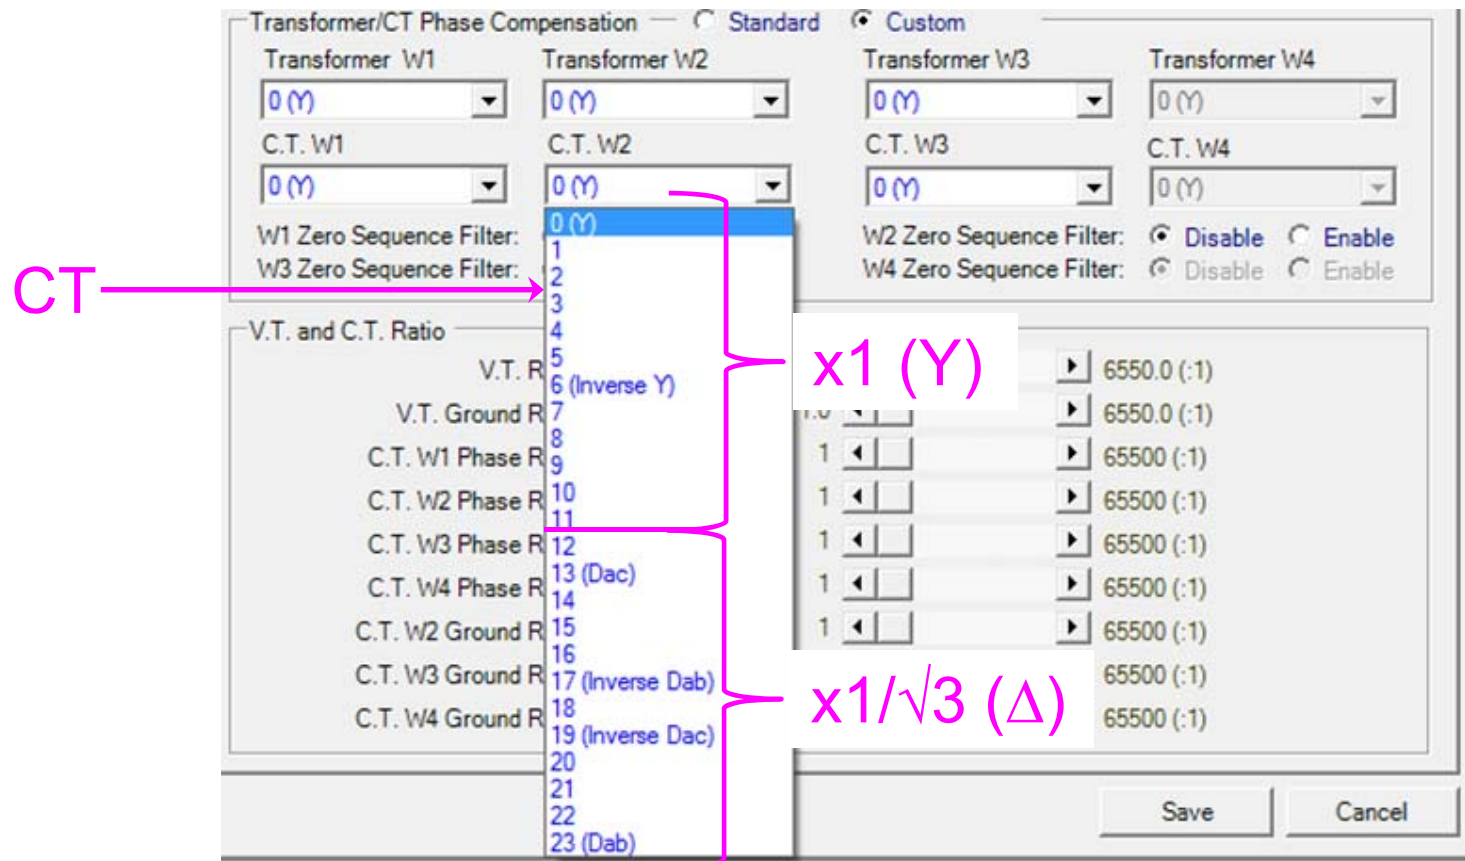 Transformer/CT Phase Compensation Standard Custom
Transformer W1 Transformer W2 Transformer W3 Transformer W4
0 (Y) 0 (Y) 0 (Y) 0 (Y)
C.T. W1 C.T. W2 C.T. W3 C.T. W4
0 (Y) 0 (Y) 0 (Y) 0 (Y)
0 (Y)
W1 Zero Sequence Filter: 1 W2 Zero Sequence Filter: Disable Enable
W3 Zero Sequence Filter: 2 W4 Zero Sequence Filter: Disable Enable
CT
3
V.T. and C.T. Ratio 4
V.T. R 5 x1 (Y) 6550.0 (:1)
6 (Inverse Y)
V.T. Ground R 7 6550.0 (:1)
8
C.T. W1 Phase R 9 1 65500 (:1)
C.T. W2 Phase R 10 1 65500 (:1)
11
C.T. W3 Phase R 12 1 65500 (:1)
13 (Dac)
C.T. W4 Phase R 14 1 65500 (:1)
C.T. W2 Ground R 15 1 65500 (:1)
16
C.T. W3 Ground R 17 (Inverse Dab) 65500 (:1)
x1/√3 (Δ)
C.T. W4 Ground R 18 65500 (:1)
19 (Inverse Dac)
20
21
22 Save Cancel
23 (Dab)